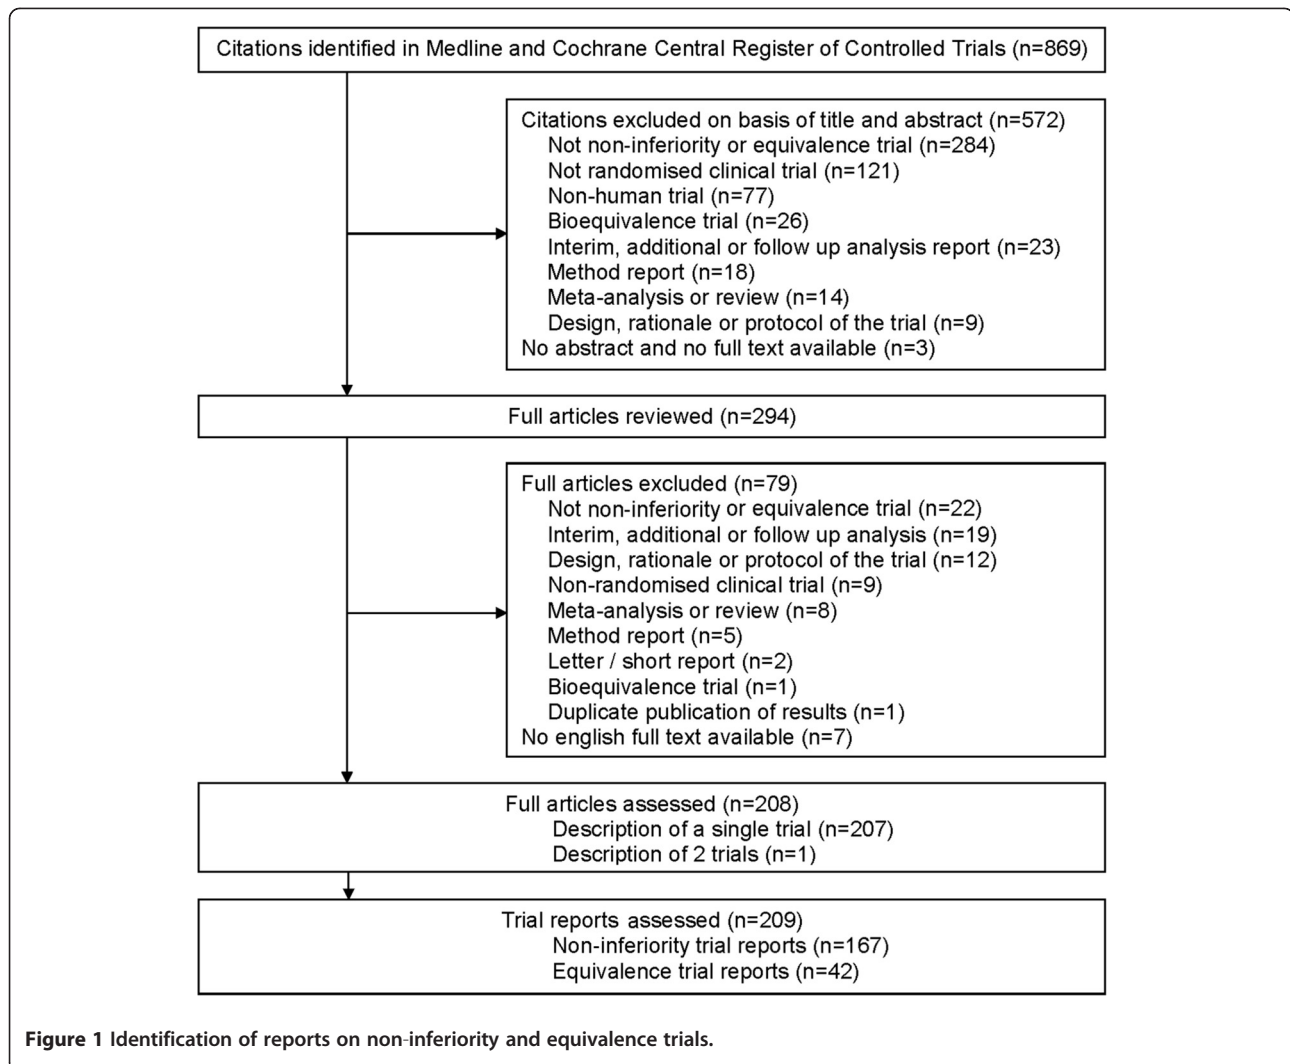 Citations identified in Medline and Cochrane Central Register of Controlled Trials (n=869)
Citations excluded on basis of title and abstract (n=572)
Not non-inferiority or equivalence trial (n=284)
Not randomised clinical trial (n=121)
Non-human trial (n=77)
Bioequivalence trial (n=26)
Interim, additional or follow up analysis report (n=23)
Method report (n=18)
Meta-analysis or review (n=14)
Design, rationale or protocol of the trial (n=9)
No abstract and no full text available (n=3)
Full articles reviewed (n=294)
Full articles excluded (n=79)
Not non-inferiority or equivalence trial (n=22)
Interim, additional or follow up analysis (n=19)
Design, rationale or protocol of the trial (n=12)
Non-randomised clinical trial (n=9)
Meta-analysis or review (n=8)
Method report (n=5)
Letter / short report (n=2)
Bioequivalence trial (n=1)
Duplicate publication of results (n=1)
No english full text available (n=7)
Full articles assessed (n=208)
Description of a single trial (n=207)
Description of 2 trials (n=1)
Trial reports assessed (n=209)
Non-inferiority trial reports (n=167)
Equivalence trial reports (n=42)
Figure 1 Identification of reports on non-inferiority and equivalence trials.